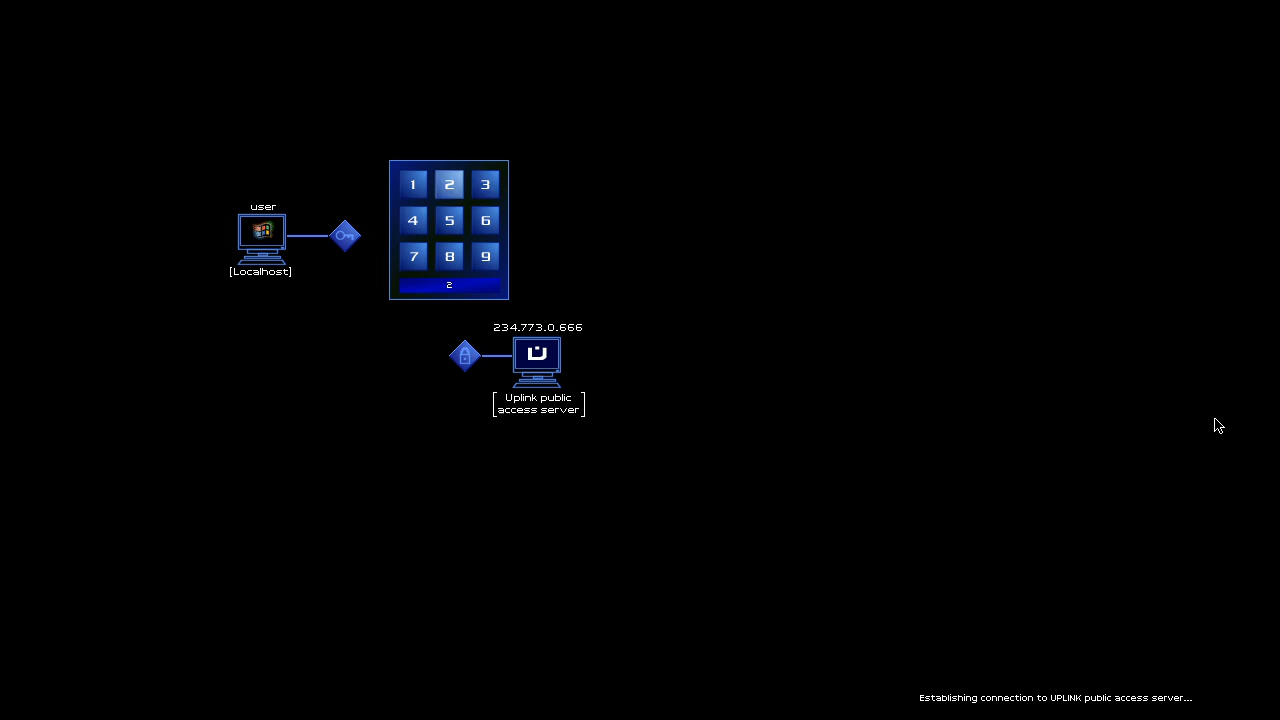 user
[Localhost]
1 2 3
4 5 6
7 8 9
2
234.773.0.666
Uplink public
access server
Establishing connection to UPLINK public access server...